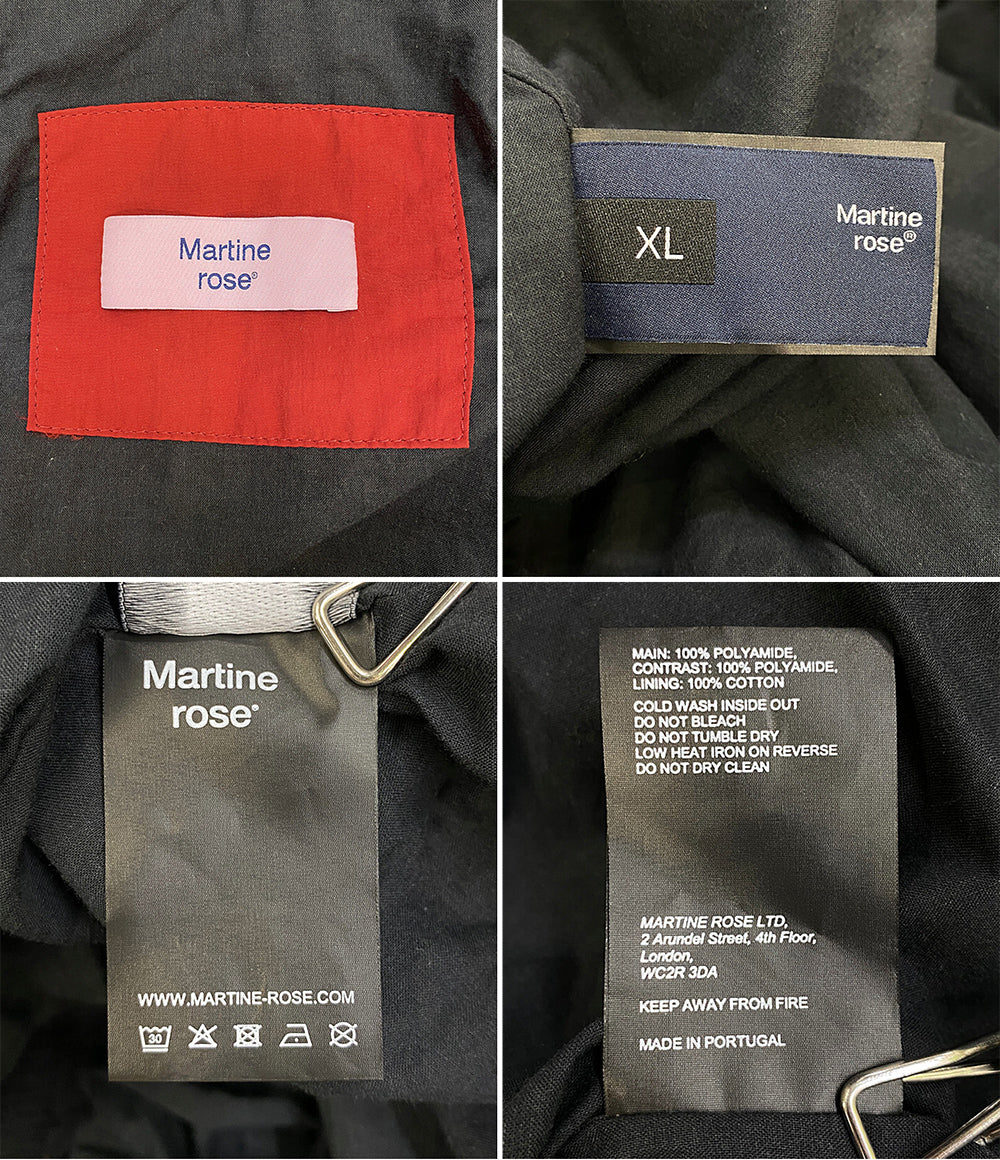 Martine
rose®
XL
Martine
rose®
Martine
rose®
WWW.MARTINE-ROSE.COM
30
MAIN: 100% POLYAMIDE,
CONTRAST: 100% POLYAMIDE,
LINING: 100% COTTON
COLD WASH INSIDE OUT
DO NOT BLEACH
DO NOT TUMBLE DRY
LOW HEAT IRON ON REVERSE
DO NOT DRY CLEAN
MARTINE ROSE LTD,
2 Arundel Street, 4th Floor,
London,
WC2R 3DA
KEEP AWAY FROM FIRE
MADE IN PORTUGAL